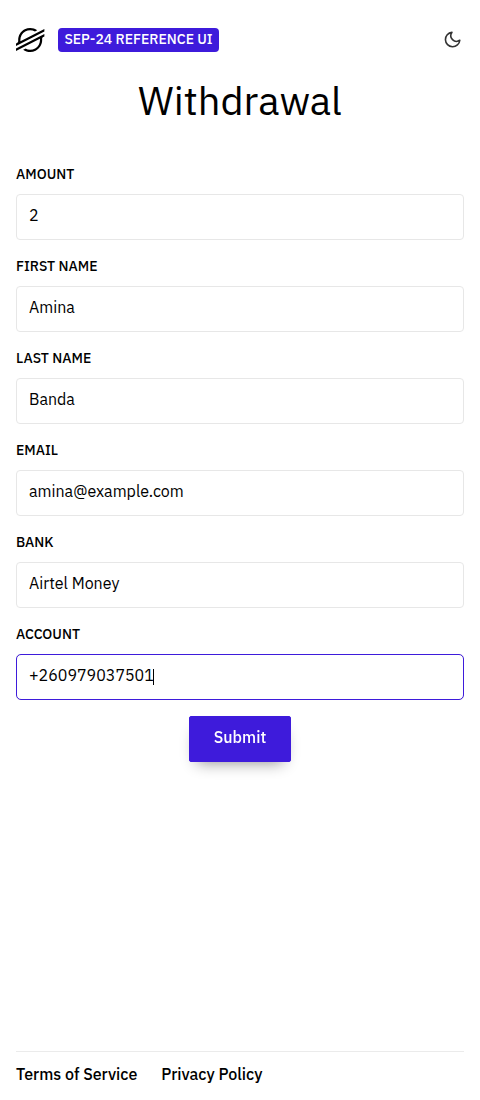 SEP-24 REFERENCE UI
Withdrawal
AMOUNT
2
FIRST NAME
Amina
LAST NAME
Banda
EMAIL
amina@example.com
BANK
Airtel Money
ACCOUNT
+260979037501
Submit
Terms of Service Privacy Policy